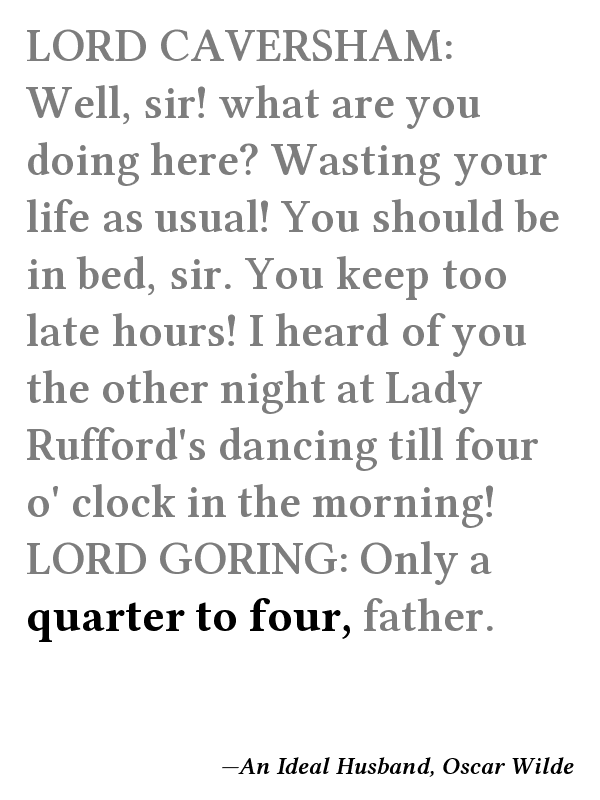 LORD CAVERSHAM:
Well, sir! what are you
doing here? Wasting your
life as usual! You should be
in bed, sir. You keep too
late hours! I heard of you
the other night at Lady
Rufford's dancing till four
o' clock in the morning!
LORD GORING: Only a
quarter to four, father.
—An Ideal Husband, Oscar Wilde